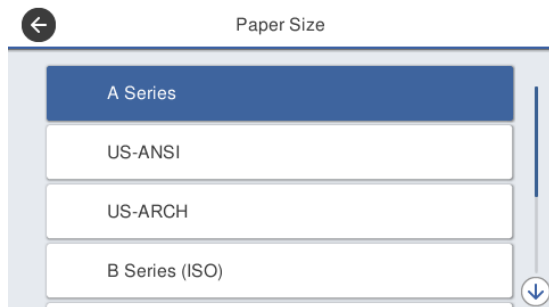 Paper Size
A Series
US-ANSI
US-ARCH
B Series (ISO)